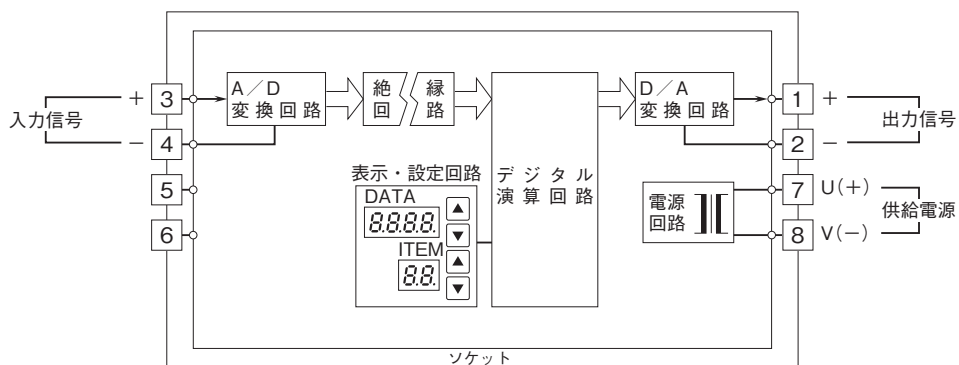 入力信号
＋ 3
− 4
5
6
A／D
変換回路
絶 縁
回 路
デジタル
演算回路
D／A
変換回路
表示・設定回路
DATA
8.8.8.8.
▲
▼
ITEM
8.8.
▲
▼
電源
回路
1 ＋
2 −
出力信号
7 U(＋)
8 V(−)
供給電源
ソケット